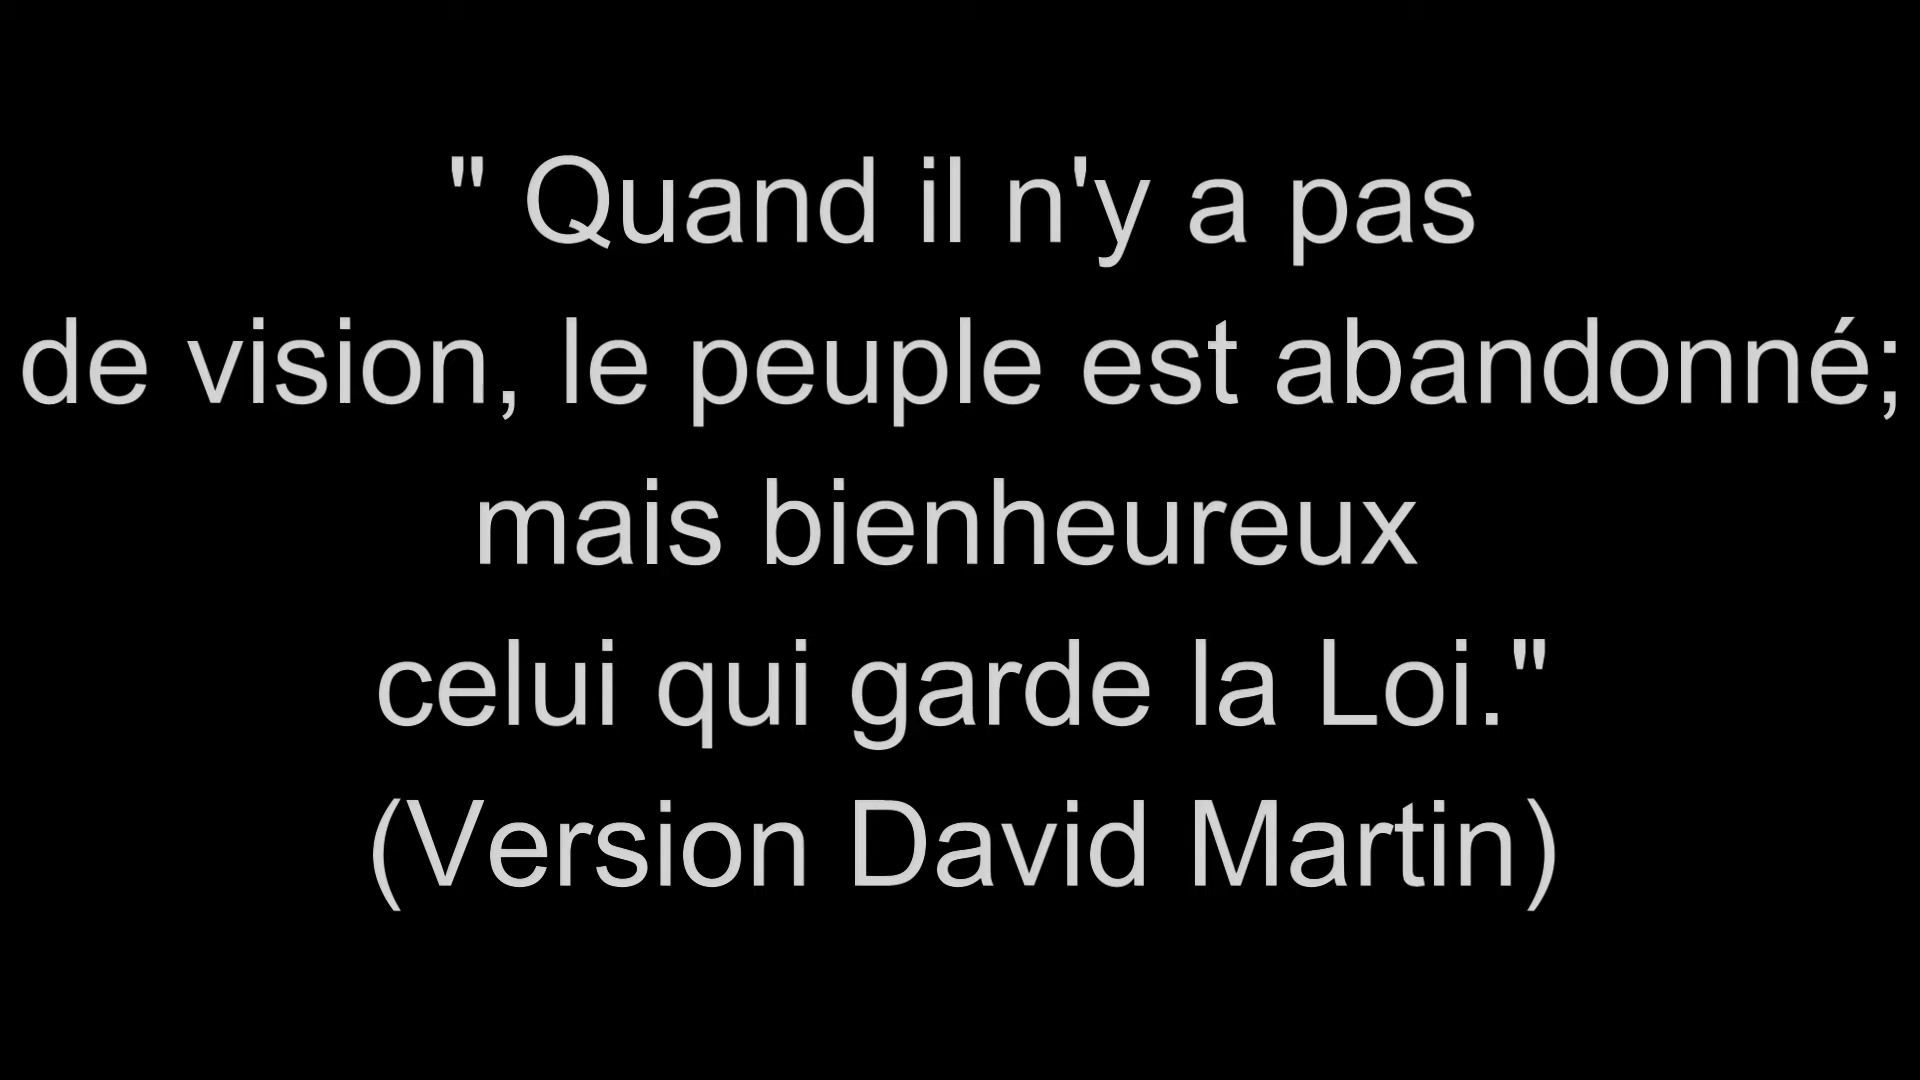 " Quand il n'y a pas
de vision, le peuple est abandonné;
mais bienheureux
celui qui garde la Loi."
(Version David Martin)